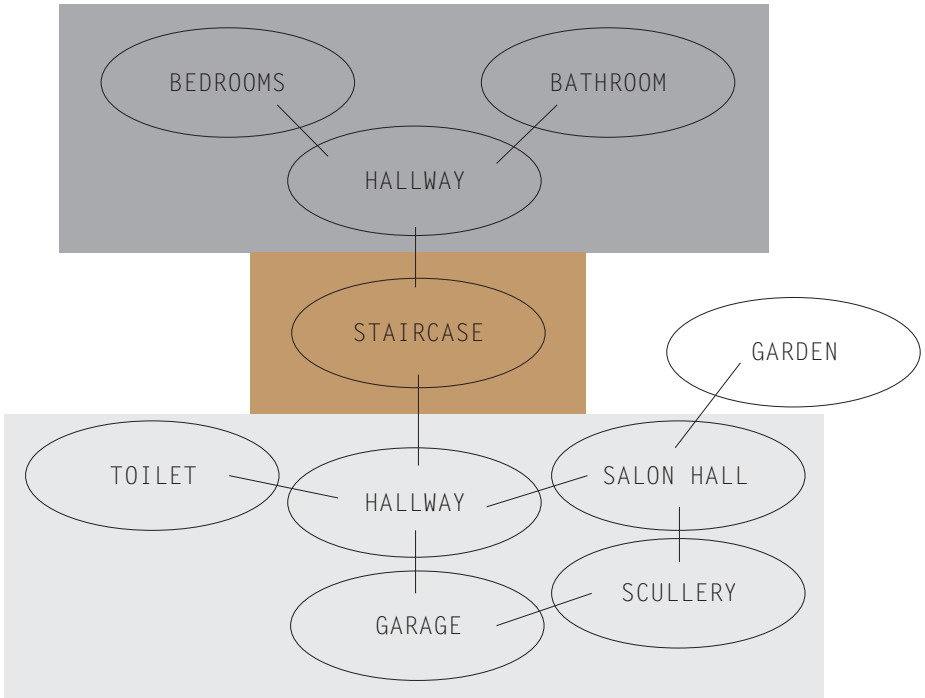 BEDROOMS
BATHROOM
HALLWAY
STAIRCASE
GARDEN
TOILET
HALLWAY
SALON HALL
GARAGE
SCULLERY